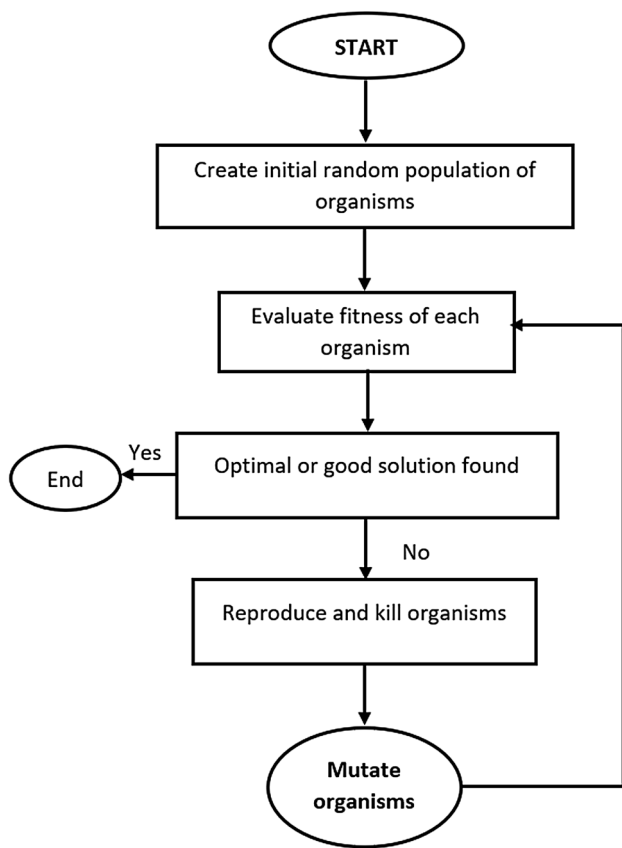 START
Create initial random population of
organisms
Evaluate fitness of each
organism
Yes
End
Optimal or good solution found
No
Reproduce and kill organisms
Mutate
organisms